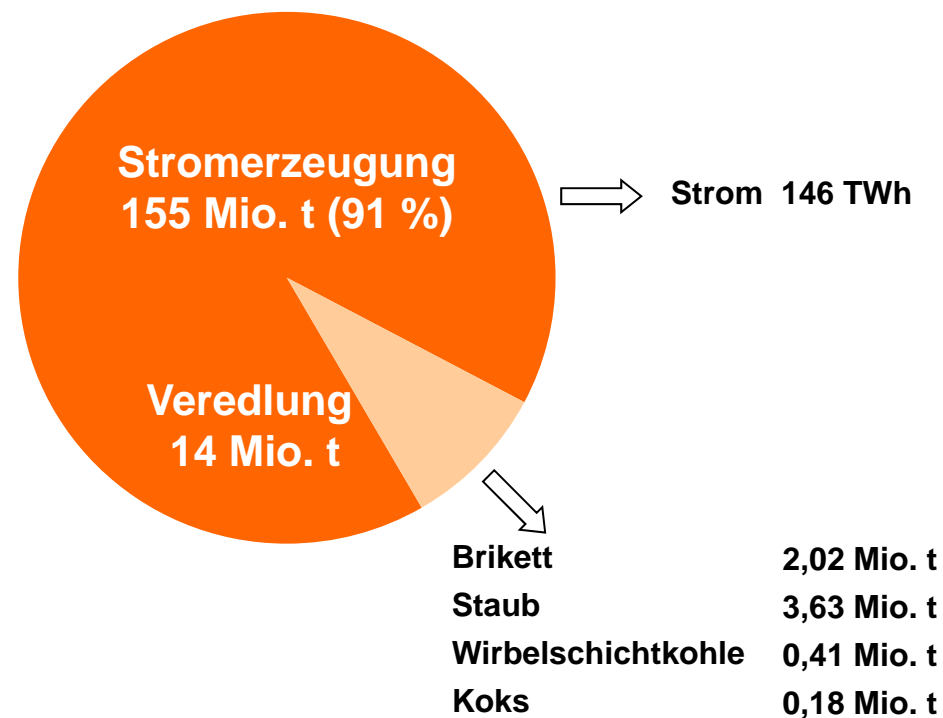 Stromerzeugung
155 Mio. t (91 %)
Strom 146 TWh
Veredlung
14 Mio. t
Brikett 2,02 Mio. t
Staub 3,63 Mio. t
Wirbelschichtkohle 0,41 Mio. t
Koks 0,18 Mio. t